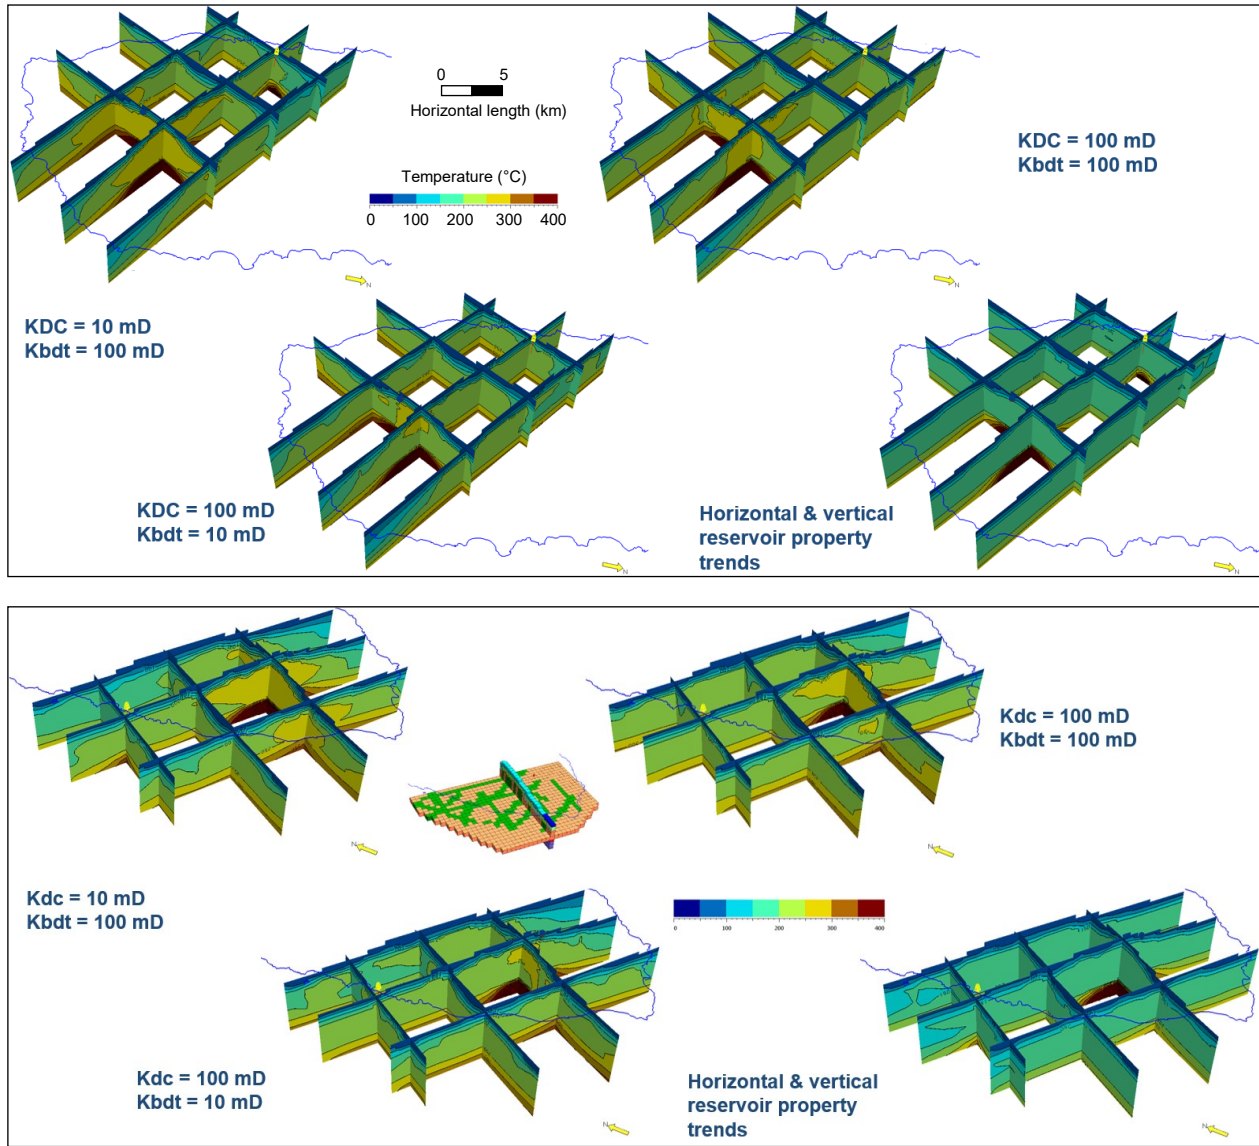 0 5
Horizontal length (km)
KDC = 100 mD
Kbdt = 100 mD
Temperature (°C)
0 100 200 300 400
N
N
KDC = 10 mD
Kbdt = 100 mD
KDC = 100 mD
Kbdt = 10 mD
Horizontal & vertical
reservoir property
trends
N
N
Kdc = 100 mD
Kbdt = 100 mD
N
N
Kdc = 10 mD
Kbdt = 100 mD
0 100 200 300 400
Kdc = 100 mD
Kbdt = 10 mD
Horizontal & vertical
reservoir property
trends
N
N